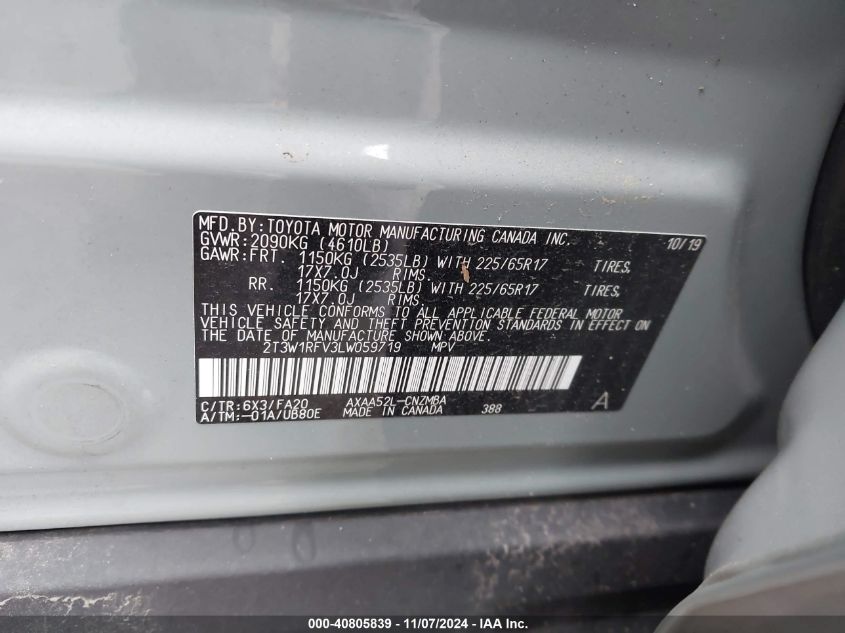 MFD. BY: TOYOTA MOTOR MANUFACTURING CANADA INC. 10/19
GVWR: 2090KG (4610LB)
GAWR: FRT. 1150KG (2535LB) WITH 225/65R17 TIRES,
17X7.0J RIMS,
RR. 1150KG (2535LB) WITH 225/65R17 TIRES,
17X7.0J RIMS,
THIS VEHICLE CONFORMS TO ALL APPLICABLE FEDERAL MOTOR
VEHICLE SAFETY AND THEFT PREVENTION STANDARDS IN EFFECT ON
THE DATE OF MANUFACTURE SHOWN ABOVE.
2T3W1RFV3LW059719 MPV
C/TR: 6X3/FA20 AXAA52L-CNZMBA A
A/TM: -01A/UB80E MADE IN CANADA 388
000-40805839 - 11/07/2024 - IAAI, Inc.